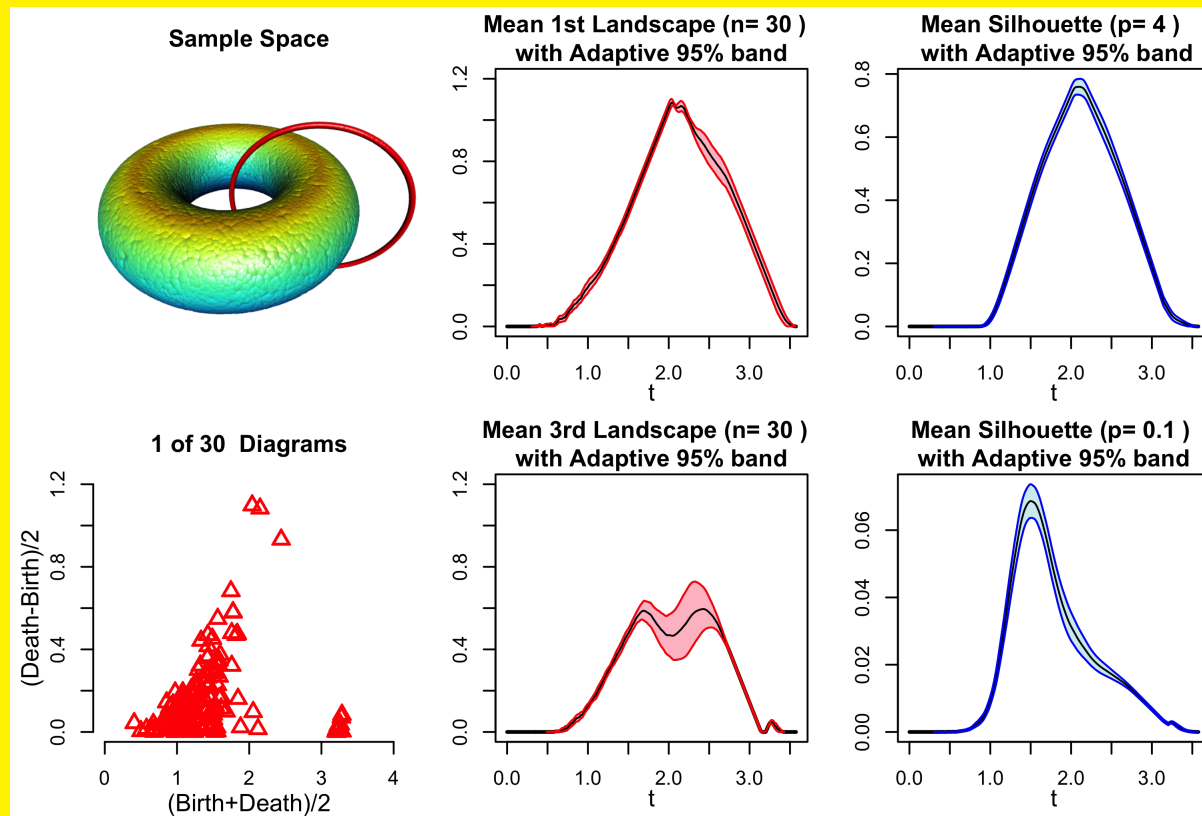 Sample Space
Mean 1st Landscape (n= 30 )
with Adaptive 95% band
1.2
0.8
0.4
0.0
0.0 1.0 2.0 3.0
t
Mean Silhouette (p= 4 )
with Adaptive 95% band
0.8
0.6
0.4
0.2
0.0
0.0 1.0 2.0 3.0
t
1 of 30 Diagrams
(Death-Birth)/2
1.2
0.8
0.4
0.0
0 1 2 3 4
(Birth+Death)/2
Mean 3rd Landscape (n= 30 )
with Adaptive 95% band
1.2
0.8
0.4
0.0
0.0 1.0 2.0 3.0
t
Mean Silhouette (p= 0.1 )
with Adaptive 95% band
0.06
0.04
0.02
0.00
0.0 1.0 2.0 3.0
t